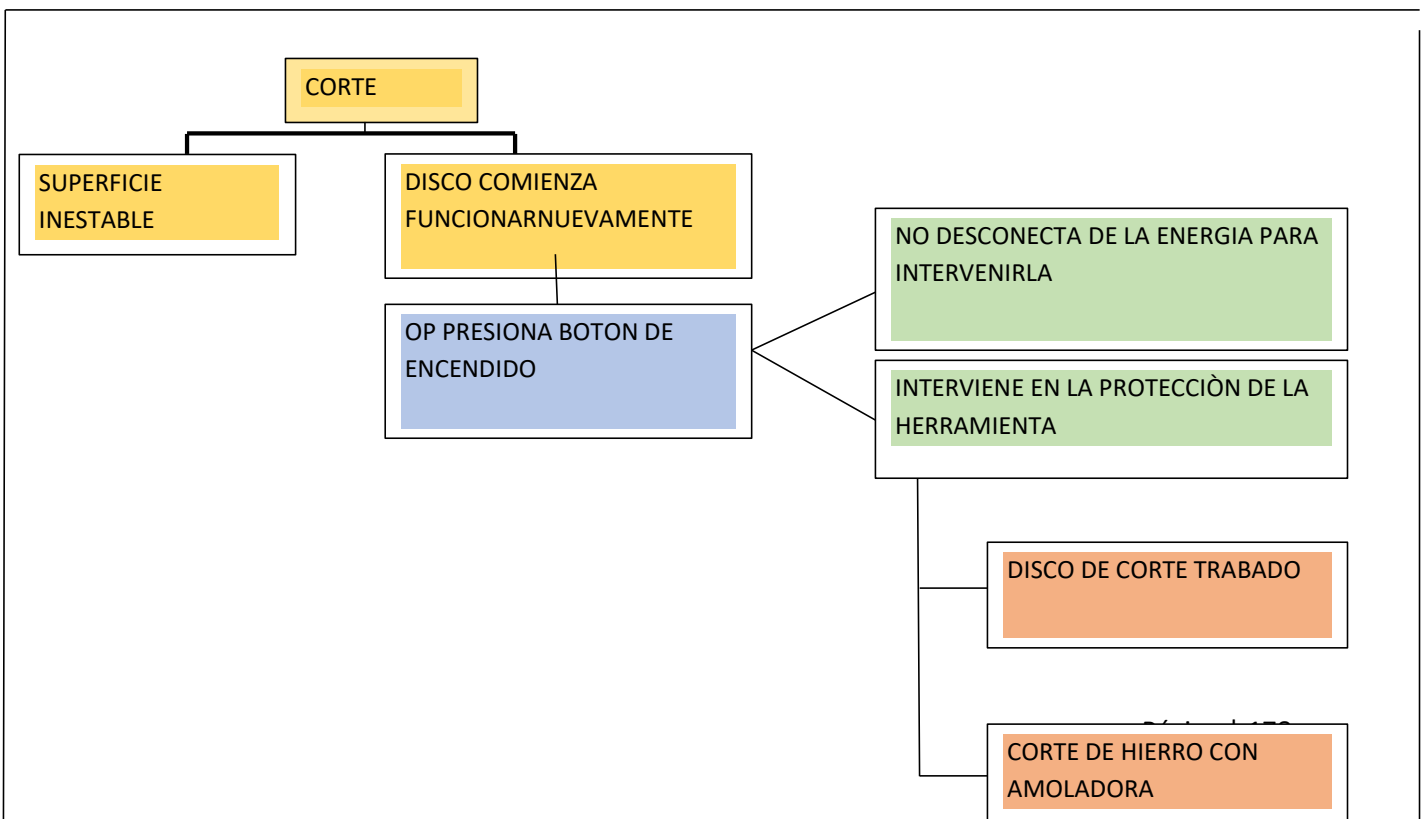 CORTE
SUPERFICIE
INESTABLE
DISCO COMIENZA
FUNCIONARNUEVAMENTE
NO DESCONECTA DE LA ENERGIA PARA
INTERVENIRLA
OP PRESIONA BOTON DE
ENCENDIDO
INTERVIENE EN LA PROTECCIÒN DE LA
HERRAMIENTA
DISCO DE CORTE TRABADO
CORTE DE HIERRO CON
AMOLADORA